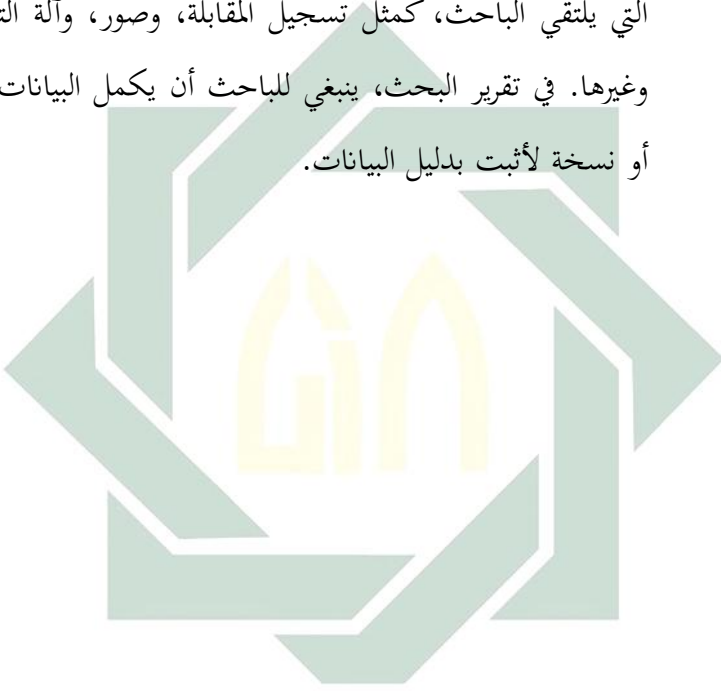 التي يلتقي الباحث، كمثل تسجيل المقابلة، وصور، وآلة
وغيرها. في تقرير البحث، ينبغي للباحث أن يكمل البيانات
أو نسخة لأثبت بدليل البيانات.